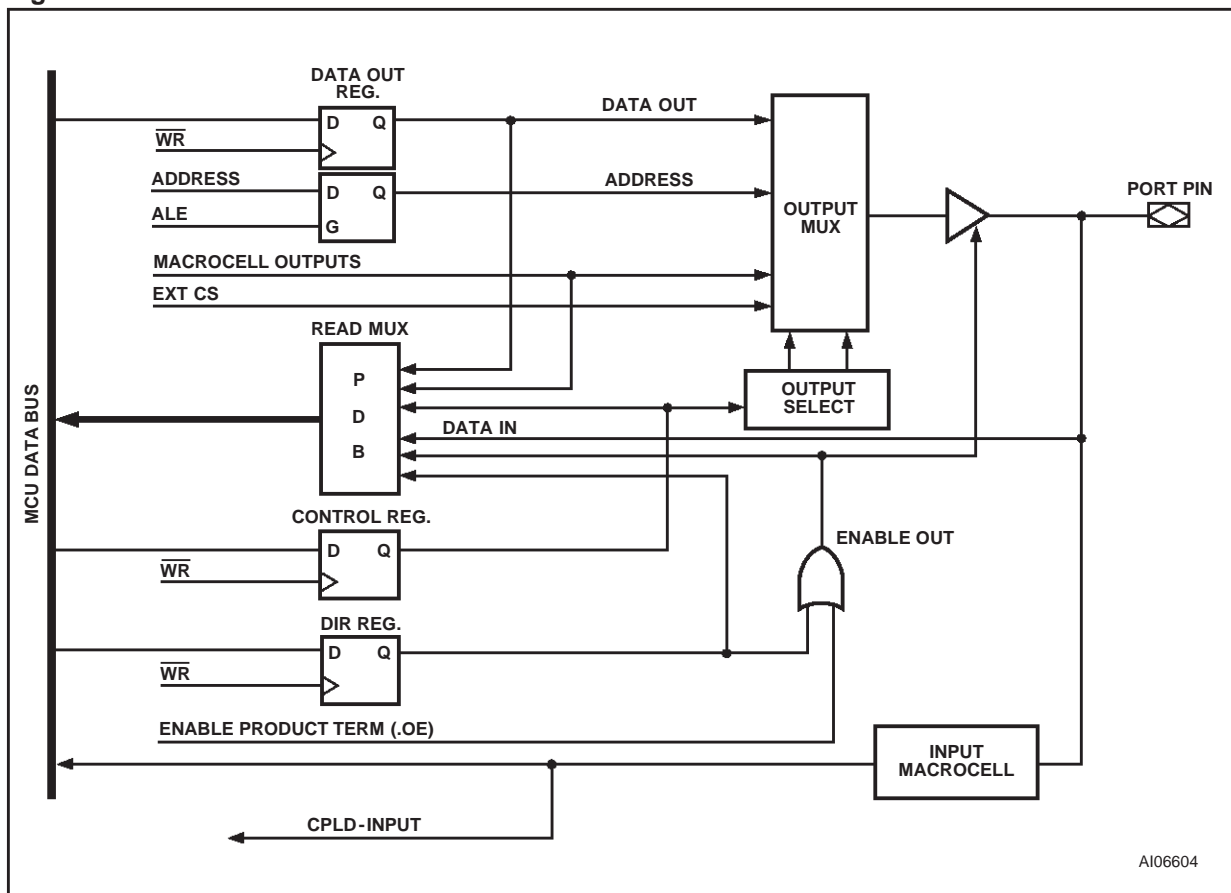 DATA OUT
REG.
D Q
WR
DATA OUT
ADDRESS
D Q
ADDRESS
ALE
G
OUTPUT
MUX
PORT PIN
MACROCELL OUTPUTS
EXT CS
READ MUX
P
D
B
OUTPUT
SELECT
DATA IN
MCU DATA BUS
CONTROL REG.
D Q
WR
ENABLE OUT
DIR REG.
D Q
WR
ENABLE PRODUCT TERM (.OE)
INPUT
MACROCELL
CPLD-INPUT
AI06604